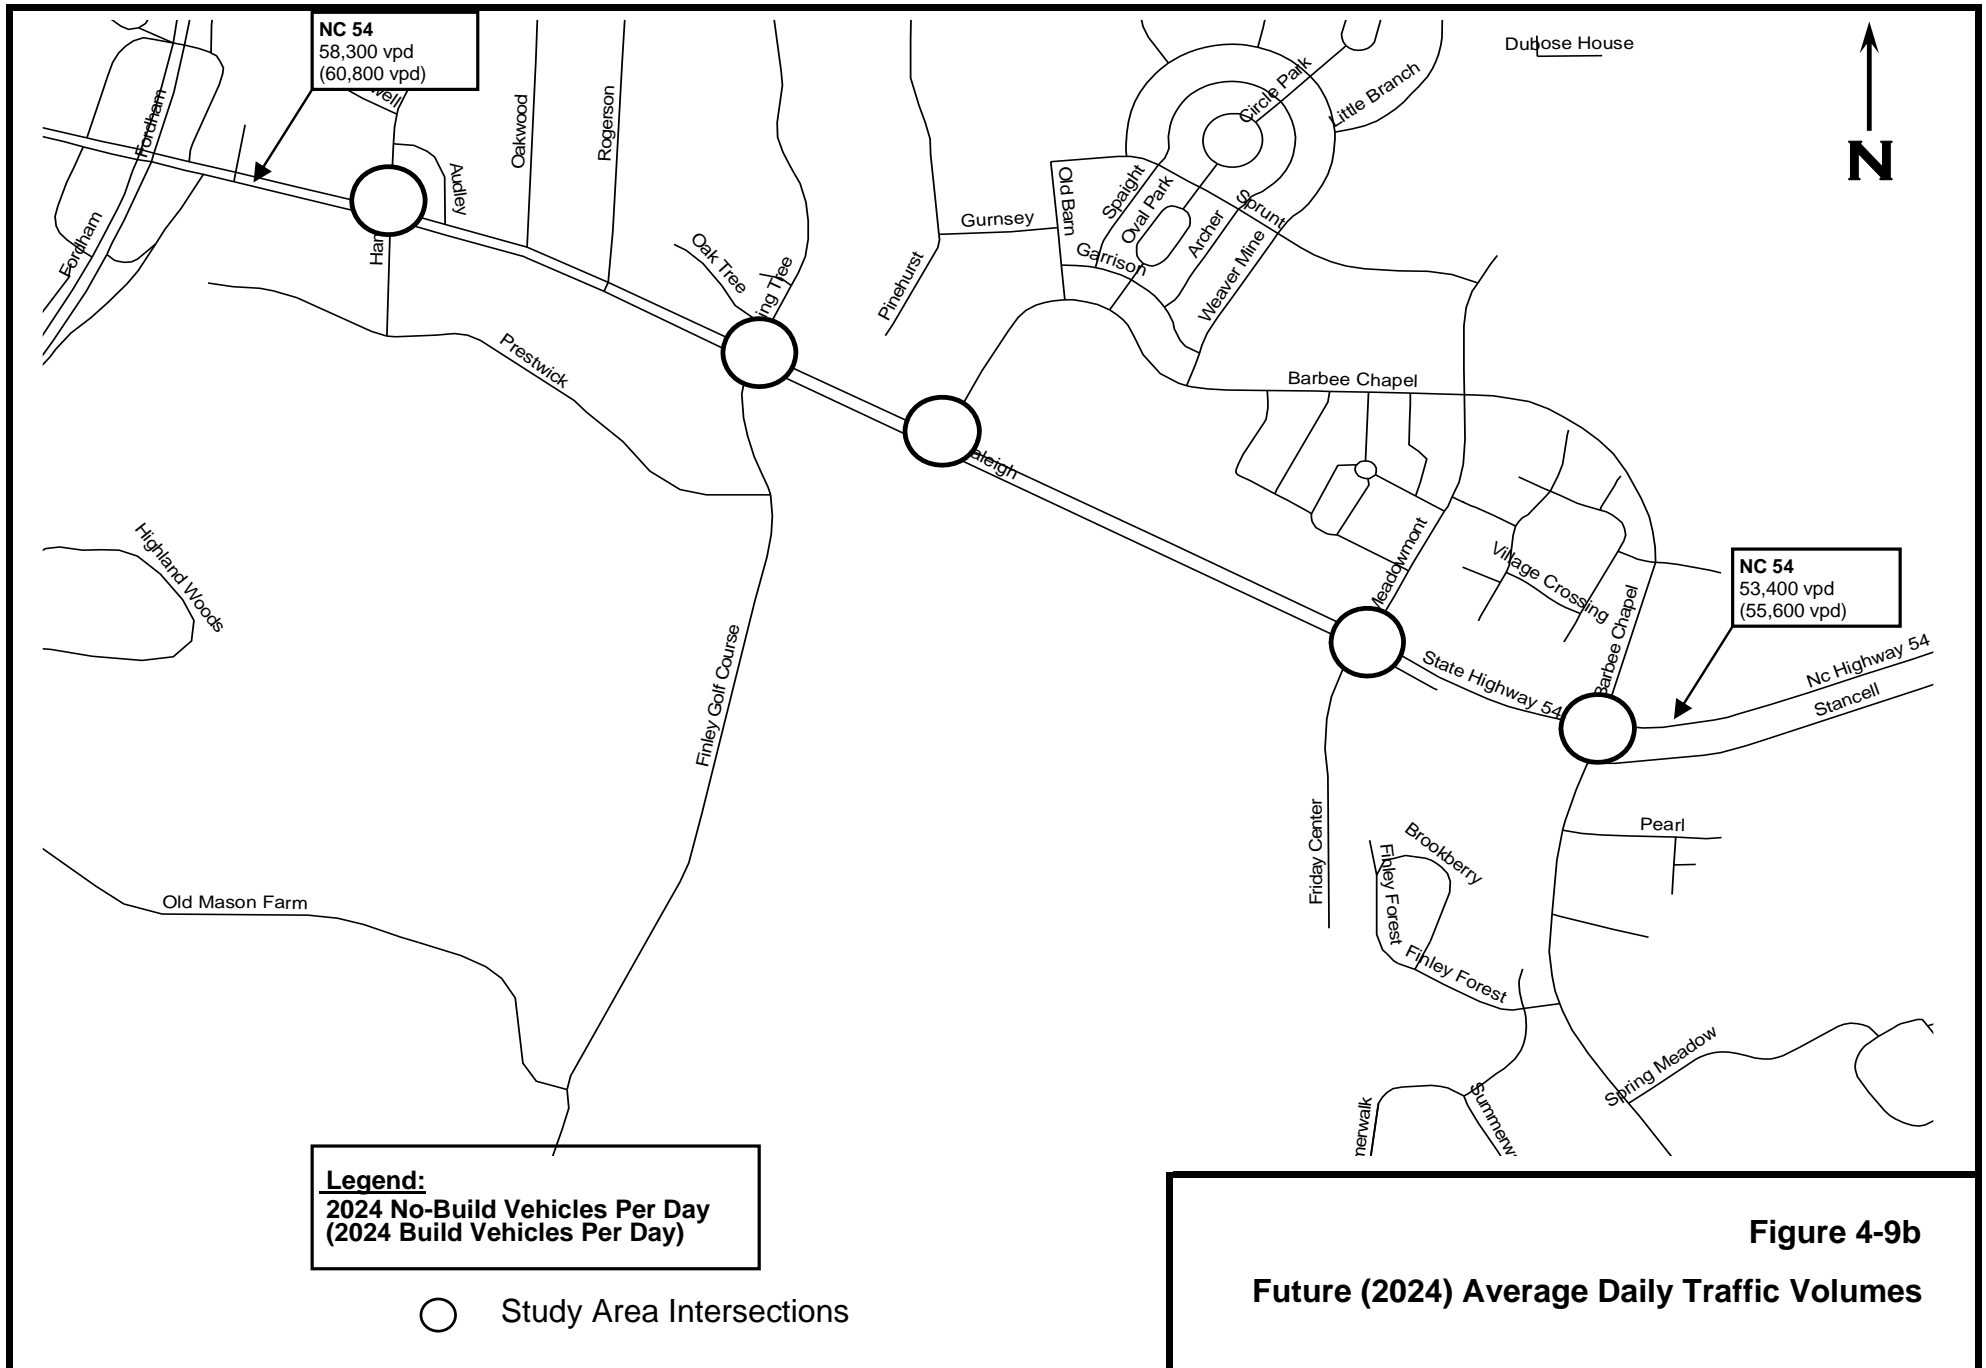 NC 54
58,300 vpd
(60,800 vpd)
Dubose House
Circle Park
Little Branch
Fordham
Oakwood
Rogerson
Audley
N
Old Barn
Spaight
Oval Park
Sprunt
Archer
Gurnsey
Fordham
Oak Tree
Garrison
Weaver Mine
Pinehurst
Prestwick
Barbee Chapel
Highland Woods
Meadowmont
Village Crossing
NC 54
53,400 vpd
(55,600 vpd)
Barbee Chapel
Finley Golf Course
State Highway 54
Nc Highway 54
Stancell
Friday Center
Pearl
Brookberry
Finley Forest
Old Mason Farm
Finley Forest
Spring Meadow
Legend:
2024 No-Build Vehicles Per Day
(2024 Build Vehicles Per Day)
Study Area Intersections
Figure 4-9b
Future (2024) Average Daily Traffic Volumes